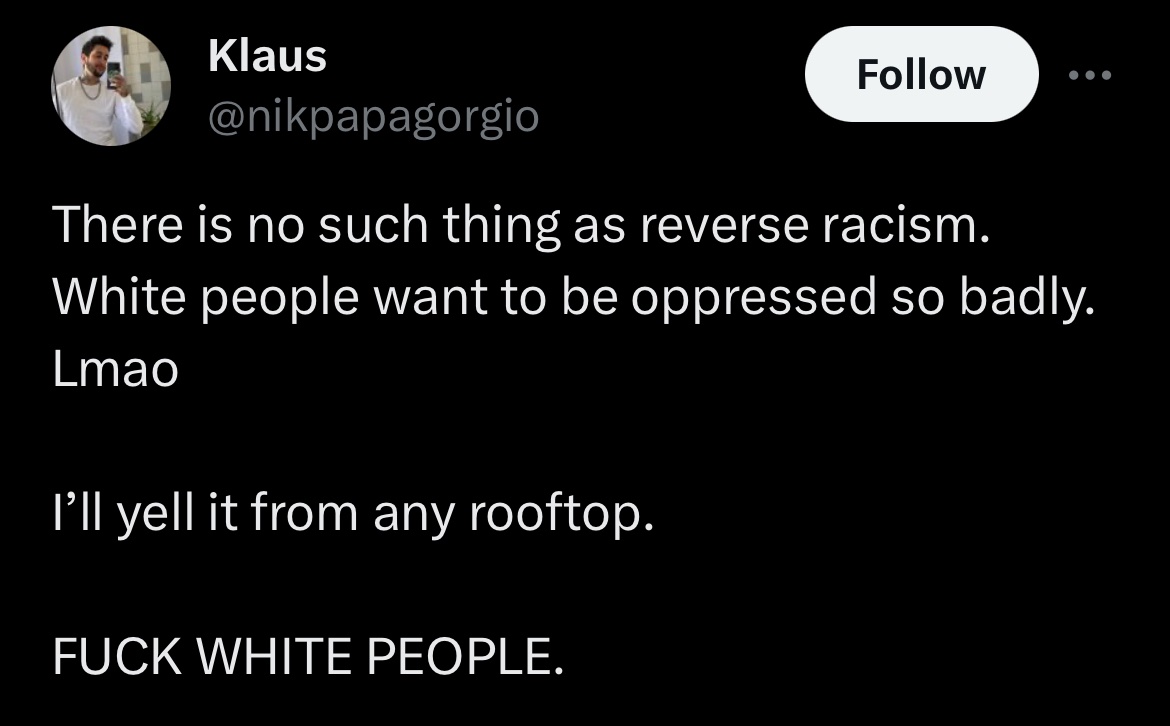 Klaus
@nikpapagorgio
Follow
There is no such thing as reverse racism.
White people want to be oppressed so badly.
Lmao
I’ll yell it from any rooftop.
FUCK WHITE PEOPLE.